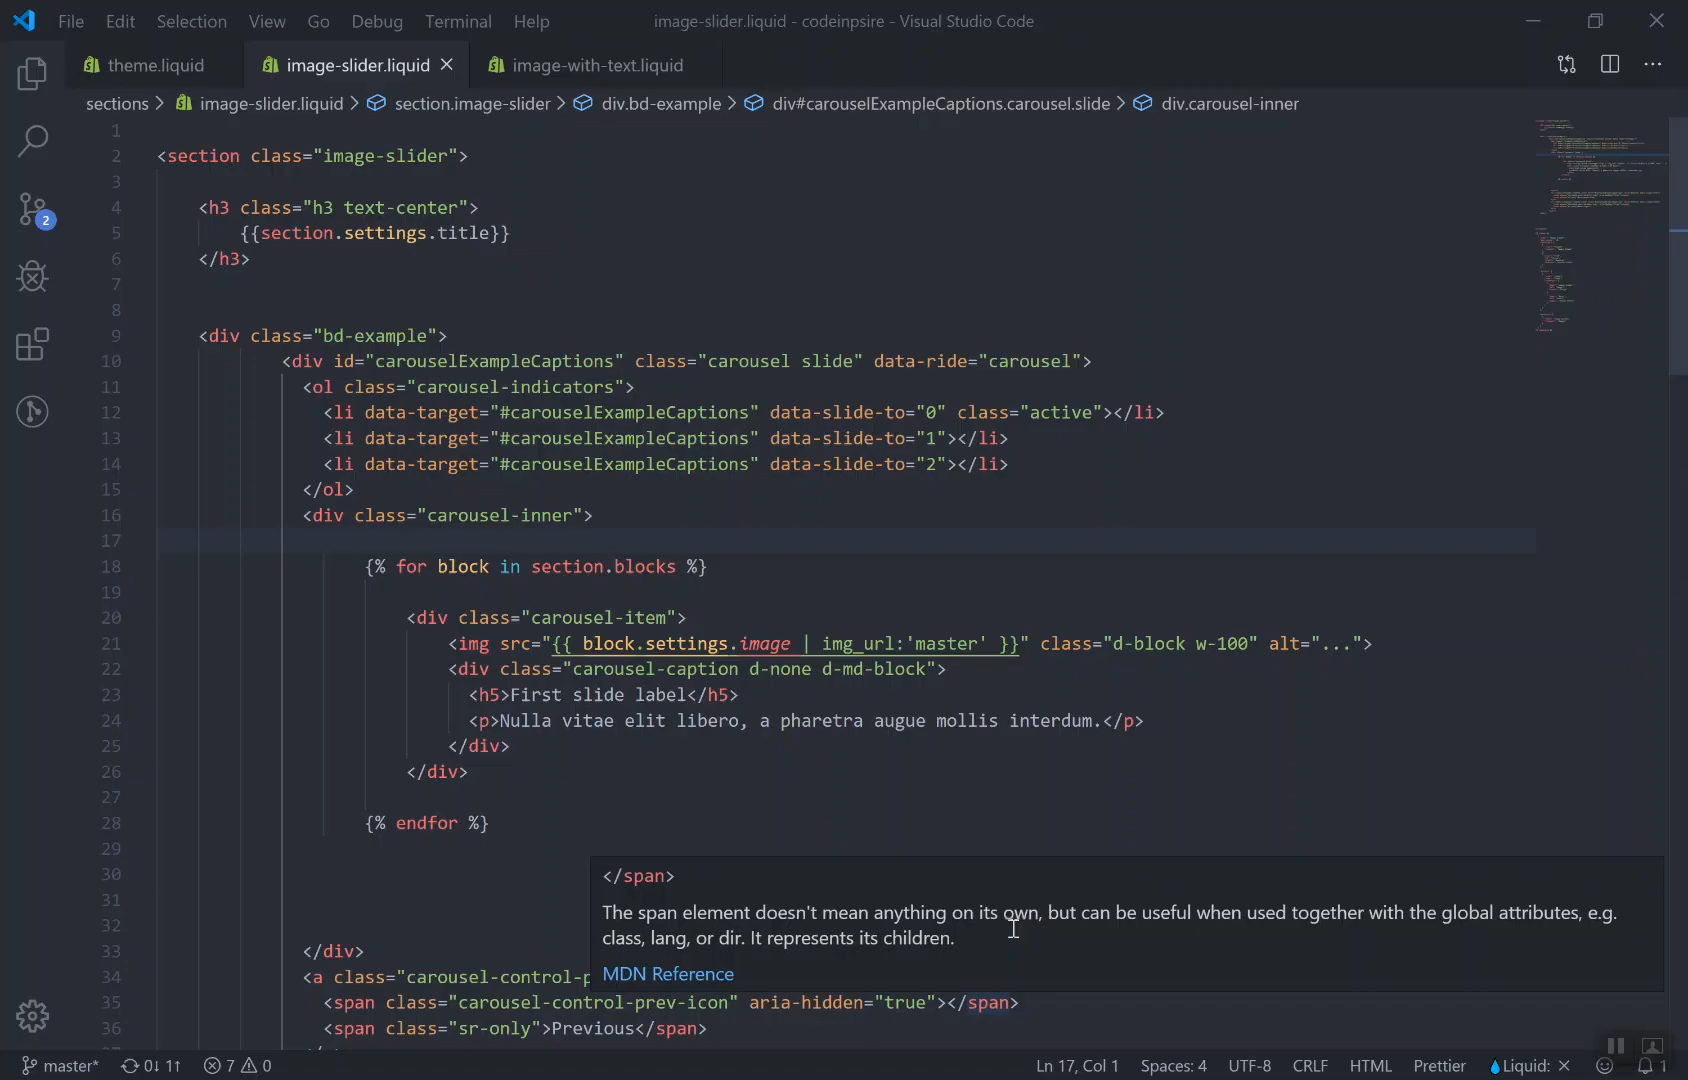 File Edit Selection View Go Debug Terminal Help image-slider.liquid - codeinpsire - Visual Studio Code
theme.liquid image-slider.liquid image-with-text.liquid
sections > image-slider.liquid > section.image-slider > div.bd-example > div#carouselExampleCaptions.carousel.slide > div.carousel-inner
1
2 <section class="image-slider">
3
4 <h3 class="h3 text-center">
5 {{section.settings.title}}
6 </h3>
7
8
9 <div class="bd-example">
10 <div id="carouselExampleCaptions" class="carousel slide" data-ride="carousel">
11 <ol class="carousel-indicators">
12 <li data-target="#carouselExampleCaptions" data-slide-to="0" class="active"></li>
13 <li data-target="#carouselExampleCaptions" data-slide-to="1"></li>
14 <li data-target="#carouselExampleCaptions" data-slide-to="2"></li>
15 </ol>
16 <div class="carousel-inner">
17
18 {% for block in section.blocks %}
19
20 <div class="carousel-item">
21 <img src="{{ block.settings.image | img_url:'master' }}" class="d-block w-100" alt="...">
22 <div class="carousel-caption d-none d-md-block">
23 <h5>First slide label</h5>
24 <p>Nulla vitae elit libero, a pharetra augue mollis interdum.</p>
25 </div>
26 </div>
27
28 {% endfor %}
29
30
31
32
33 </div>
34 <a class="carousel-control-p
35 <span class="carousel-control-prev-icon" aria-hidden="true"></span>
36 <span class="sr-only">Previous</span>
</span>
The span element doesn't mean anything on its own, but can be useful when used together with the global attributes, e.g.
class, lang, or dir. It represents its children.
MDN Reference
2
master* 0↓ 1↑ 7 0 Ln 17, Col 1 Spaces: 4 UTF-8 CRLF HTML Prettier Liquid: 1